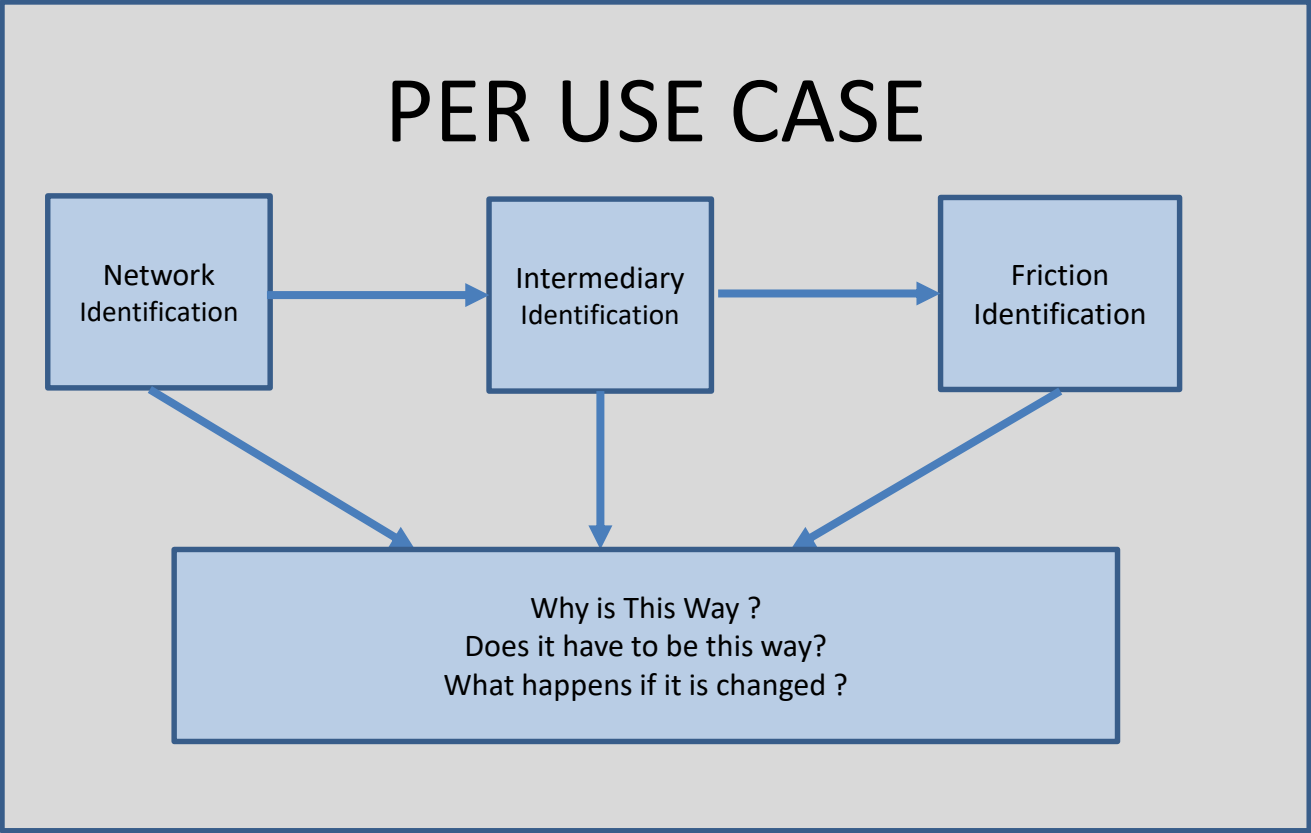 PER USE CASE
Network
Identification
Intermediary
Identification
Friction
Identification
Why is This Way ?
Does it have to be this way?
What happens if it is changed ?